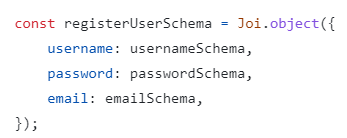 const registerUserSchema = Joi.object({
    username: usernameSchema,
    password: passwordSchema,
    email: emailSchema,
});